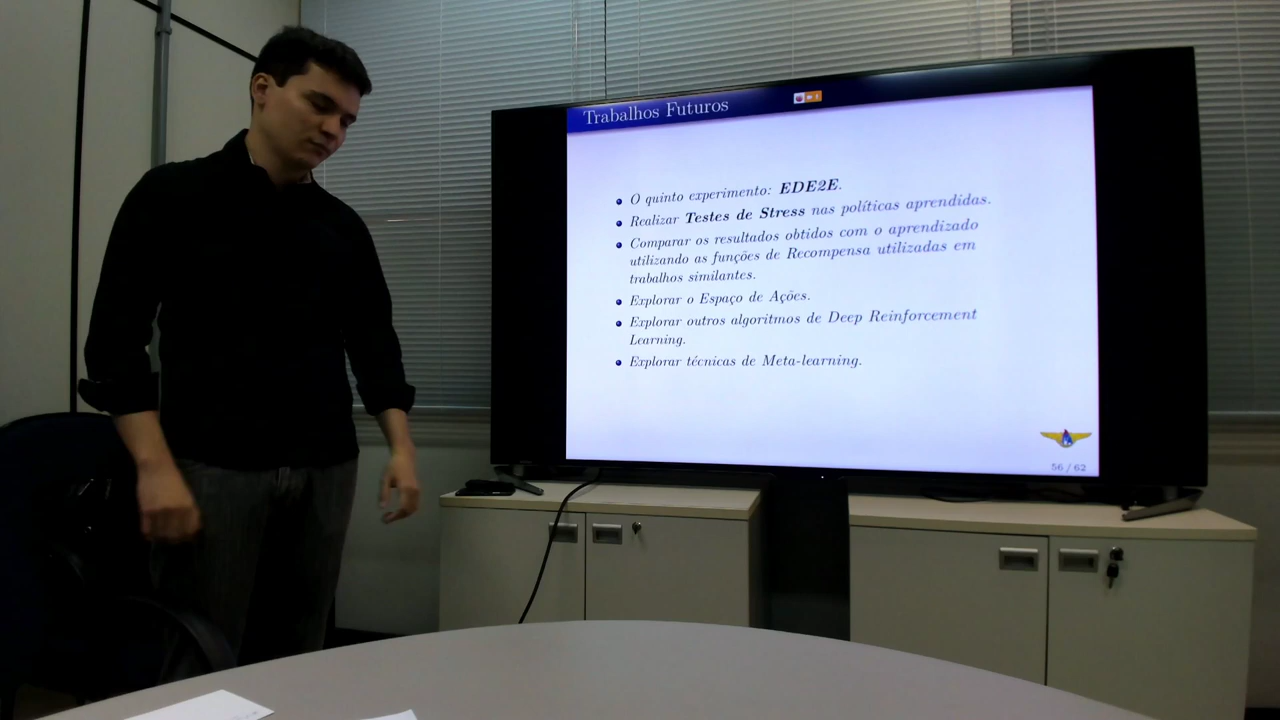 Trabalhos Futuros
O quinto experimento: EDE2E.
Realizar Testes de Stress nas políticas aprendidas.
Comparar os resultados obtidos com o aprendizado
utilizando as funções de Recompensa utilizadas em
trabalhos similantes.
Explorar o Espaço de Ações.
Explorar outros algoritmos de Deep Reinforcement
Learning.
Explorar técnicas de Meta-learning.
56 / 62